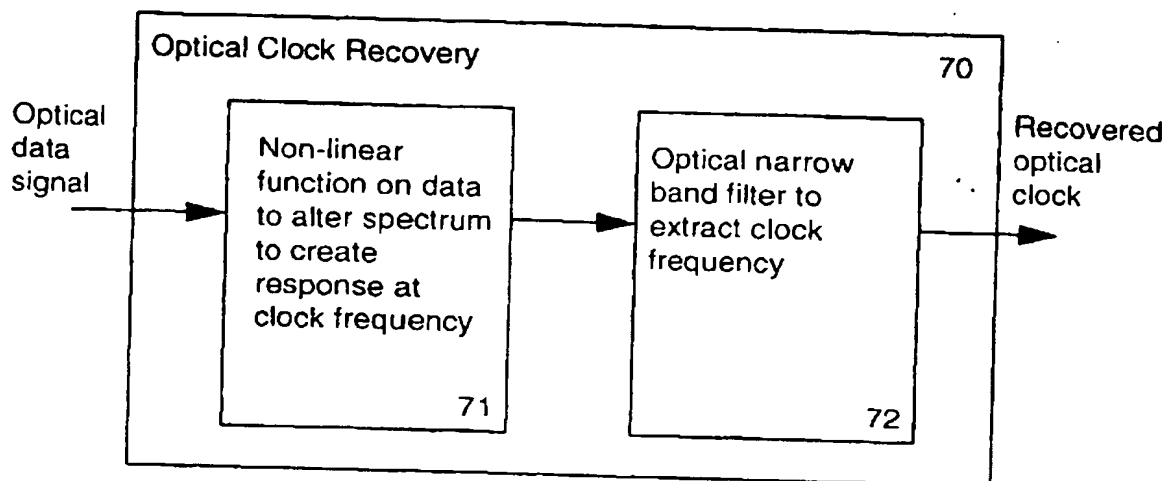 Optical Clock Recovery
70
Optical
data
signal
Non-linear
function on data
to alter spectrum
to create
response at
clock frequency
71
Optical narrow
band filter to
extract clock
frequency
72
Recovered
optical
clock